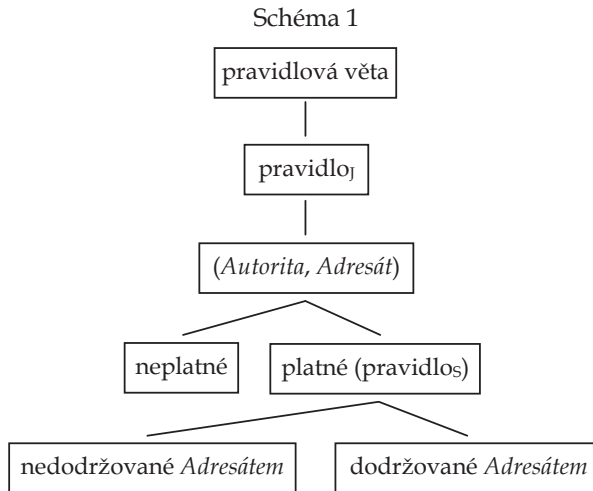 Schéma 1
pravidlová věta
pravidloJ
(Autorita, Adresát)
neplatné
platné (pravidloS)
nedodržované Adresátem
dodržované Adresátem